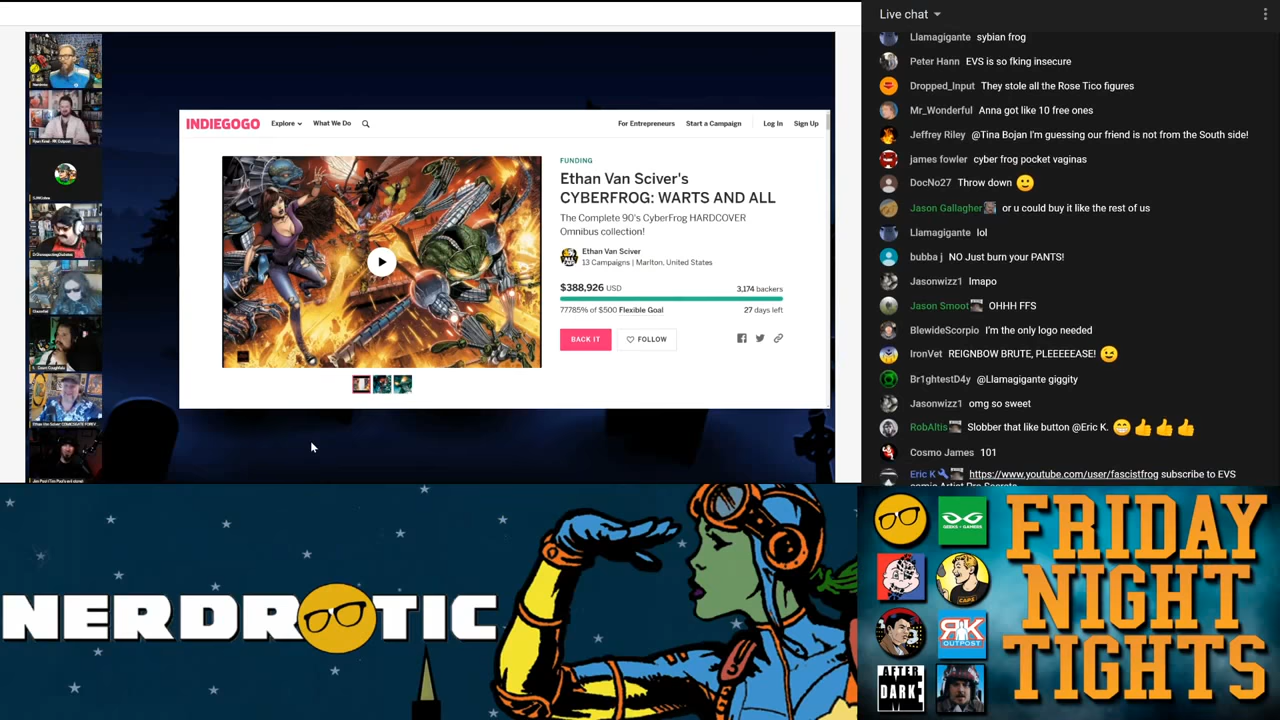 INDIEGOGO
Explore
What We Do
For Entrepreneurs
Start a Campaign
Log In
Sign Up
FUNDING
Ethan Van Sciver's
CYBERFROG: WARTS AND ALL
The Complete 90's CyberFrog HARDCOVER
Omnibus collection!
Ethan Van Sciver
13 Campaigns | Marlton, United States
$388,926 USD
3,174 backers
77785% of $500 Flexible Goal
27 days left
BACK IT
FOLLOW
Live chat
Llamagigante sybian frog
Peter Hann EVS is so fking insecure
Dropped_Input They stole all the Rose Tico figures
Mr_Wonderful Anna got like 10 free ones
Jeffrey Riley @Tina Bojan I'm guessing our friend is not from the South side!
james fowler cyber frog pocket vaginas
DocNo27 Throw down 🙂
Jason Gallagher or u could buy it like the rest of us
Llamagigante lol
bubba j NO Just burn your PANTS!
Jasonwizz1 lmapo
Jason Smoot OHHH FFS
BlewideScorpio I'm the only logo needed
IronVet REIGNBOW BRUTE, PLEEEEEASE! 😉
Br1ghtestD4y @Llamagigante giggity
Jasonwizz1 omg so sweet
RobAltis Slobber that like button @Eric K. 😁👍👍👍
Cosmo James 101
Eric K https://www.youtube.com/user/fascistfrog subscribe to EVS
comic Artist Pro Secrets
NERDROTIC
FRIDAY
NIGHT
TIGHTS
GEEKS + GAMERS
RK
OUTPOST
AFTER
DARK